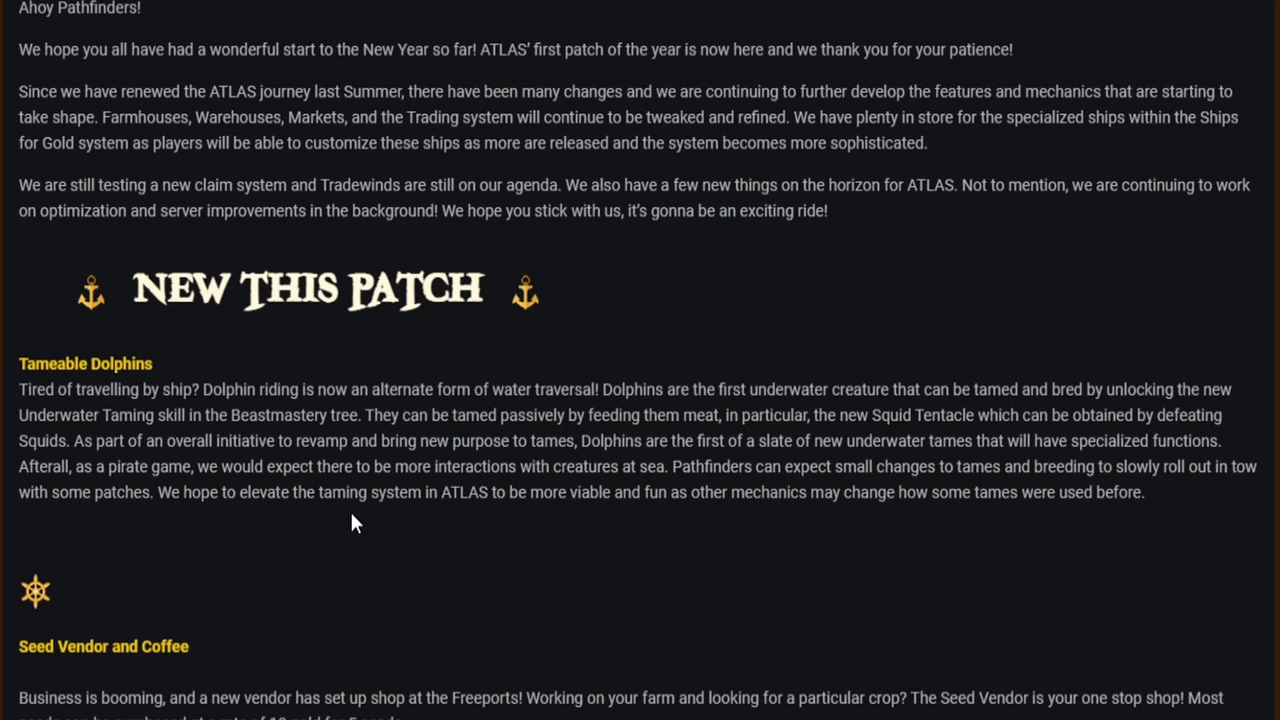 Ahoy Pathfinders!
We hope you all have had a wonderful start to the New Year so far! ATLAS’ first patch of the year is now here and we thank you for your patience!
Since we have renewed the ATLAS journey last Summer, there have been many changes and we are continuing to further develop the features and mechanics that are starting to
take shape. Farmhouses, Warehouses, Markets, and the Trading system will continue to be tweaked and refined. We have plenty in store for the specialized ships within the Ships
for Gold system as players will be able to customize these ships as more are released and the system becomes more sophisticated.
We are still testing a new claim system and Tradewinds are still on our agenda. We also have a few new things on the horizon for ATLAS. Not to mention, we are continuing to work
on optimization and server improvements in the background! We hope you stick with us, it’s gonna be an exciting ride!
NEW THIS PATCH
Tameable Dolphins
Tired of travelling by ship? Dolphin riding is now an alternate form of water traversal! Dolphins are the first underwater creature that can be tamed and bred by unlocking the new
Underwater Taming skill in the Beastmastery tree. They can be tamed passively by feeding them meat, in particular, the new Squid Tentacle which can be obtained by defeating
Squids. As part of an overall initiative to revamp and bring new purpose to tames, Dolphins are the first of a slate of new underwater tames that will have specialized functions.
Afterall, as a pirate game, we would expect there to be more interactions with creatures at sea. Pathfinders can expect small changes to tames and breeding to slowly roll out in tow
with some patches. We hope to elevate the taming system in ATLAS to be more viable and fun as other mechanics may change how some tames were used before.
Seed Vendor and Coffee
Business is booming, and a new vendor has set up shop at the Freeports! Working on your farm and looking for a particular crop? The Seed Vendor is your one stop shop! Most